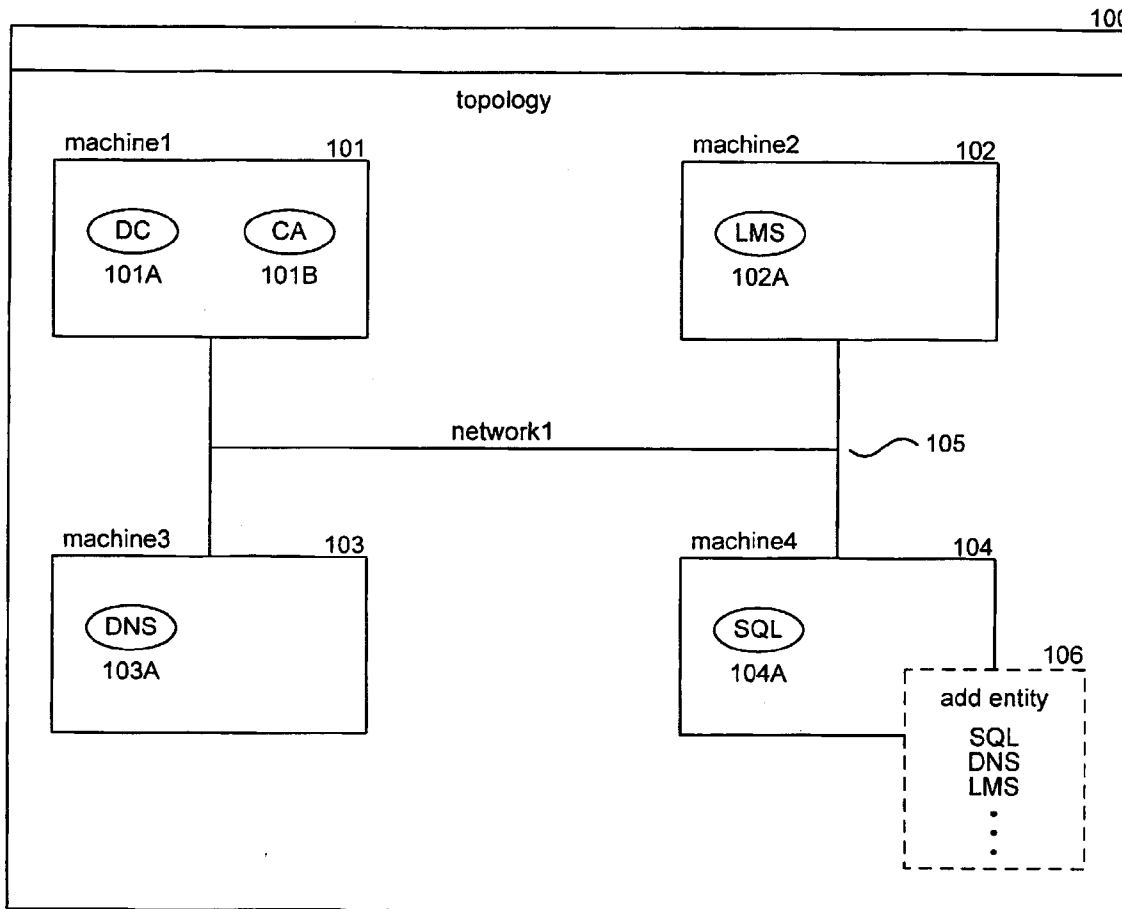 100
topology
machine1 101
DC CA
101A 101B
machine2 102
LMS
102A
network1
105
machine3 103
DNS
103A
machine4 104
SQL
104A
106
add entity
SQL
DNS
LMS